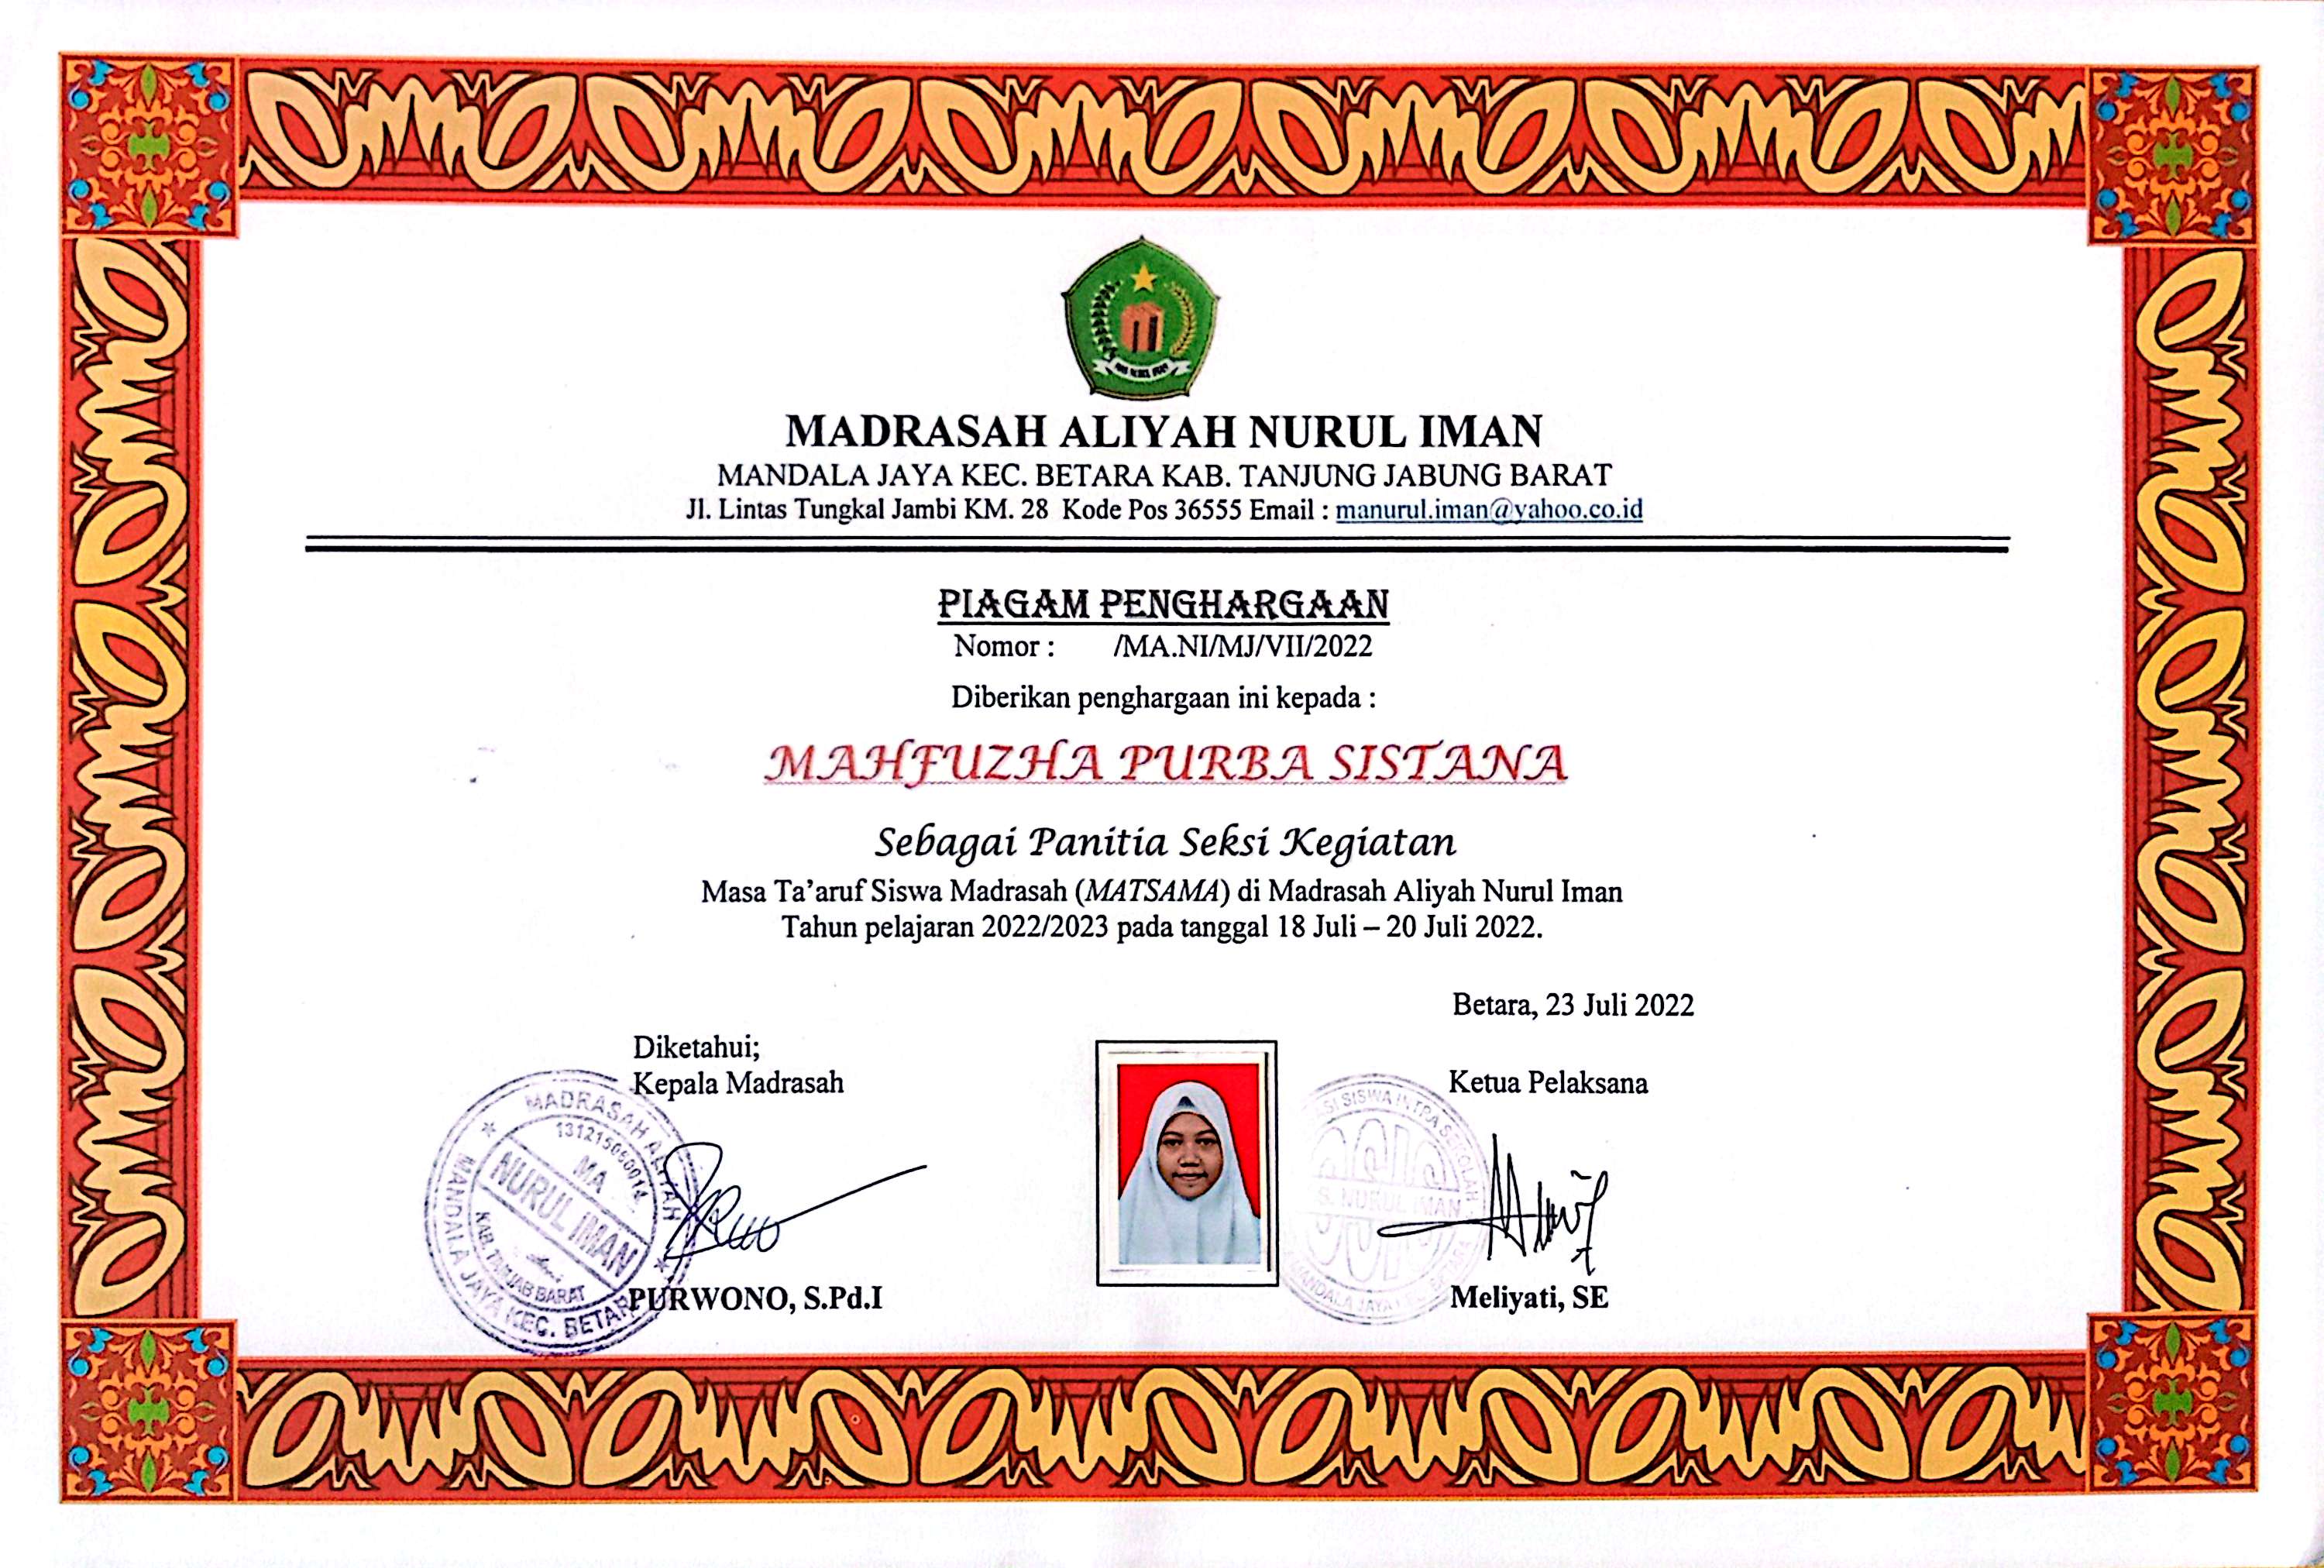 MADRASAH ALIYAH NURUL IMAN
MANDALA JAYA KEC. BETARA KAB. TANJUNG JABUNG BARAT
Jl. Lintas Tungkal Jambi KM. 28 Kode Pos 36555 Email : manurul.iman@yahoo.co.id
PIAGAM PENGHARGAAN
Nomor : /MA.NI/MJ/VII/2022
Diberikan penghargaan ini kepada :
MAHFUZHA PURBA SISTANA
Sebagai Panitia Seksi Kegiatan
Masa Ta’aruf Siswa Madrasah (MATSAMA) di Madrasah Aliyah Nurul Iman
Tahun pelajaran 2022/2023 pada tanggal 18 Juli – 20 Juli 2022.
Betara, 23 Juli 2022
Diketahui;
Kepala Madrasah
Ketua Pelaksana
MADRASAH ALIYAH
MA
NURUL IMAN
KAB. TANJAB BARAT
MANDALA JAYA KEC. BETARA
SISWA INTRA SEKOLAH
S. NURUL IMAN
MANDALA JAYA
PURWONO, S.Pd.I
Meliyati, SE